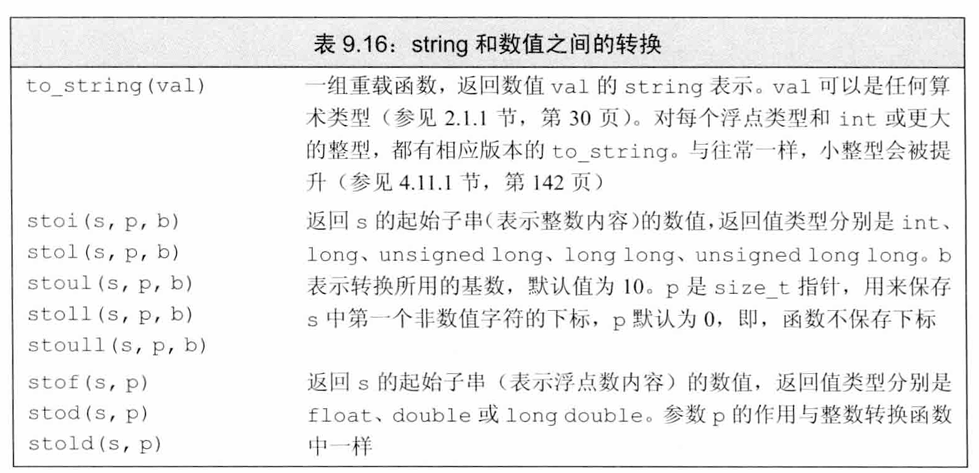 表 9.16：string 和数值之间的转换
to_string(val) 一组重载函数，返回数值 val 的 string 表示。val 可以是任何算
术类型（参见 2.1.1 节，第 30 页）。对每个浮点类型和 int 或更大
的整型，都有相应版本的 to_string。与往常一样，小整型会被提
升（参见 4.11.1 节，第 142 页）
stoi(s, p, b) 返回 s 的起始子串（表示整数内容）的数值，返回值类型分别是 int、
stol(s, p, b) long、unsigned long、long long、unsigned long long。b
stoul(s, p, b) 表示转换所用的基数，默认值为 10。p 是 size_t 指针，用来保存
stoll(s, p, b) s 中第一个非数值字符的下标，p 默认为 0，即，函数不保存下标
stoull(s, p, b)
stof(s, p) 返回 s 的起始子串（表示浮点数内容）的数值，返回值类型分别是
stod(s, p) float、double 或 long double。参数 p 的作用与整数转换函数
stold(s, p) 中一样